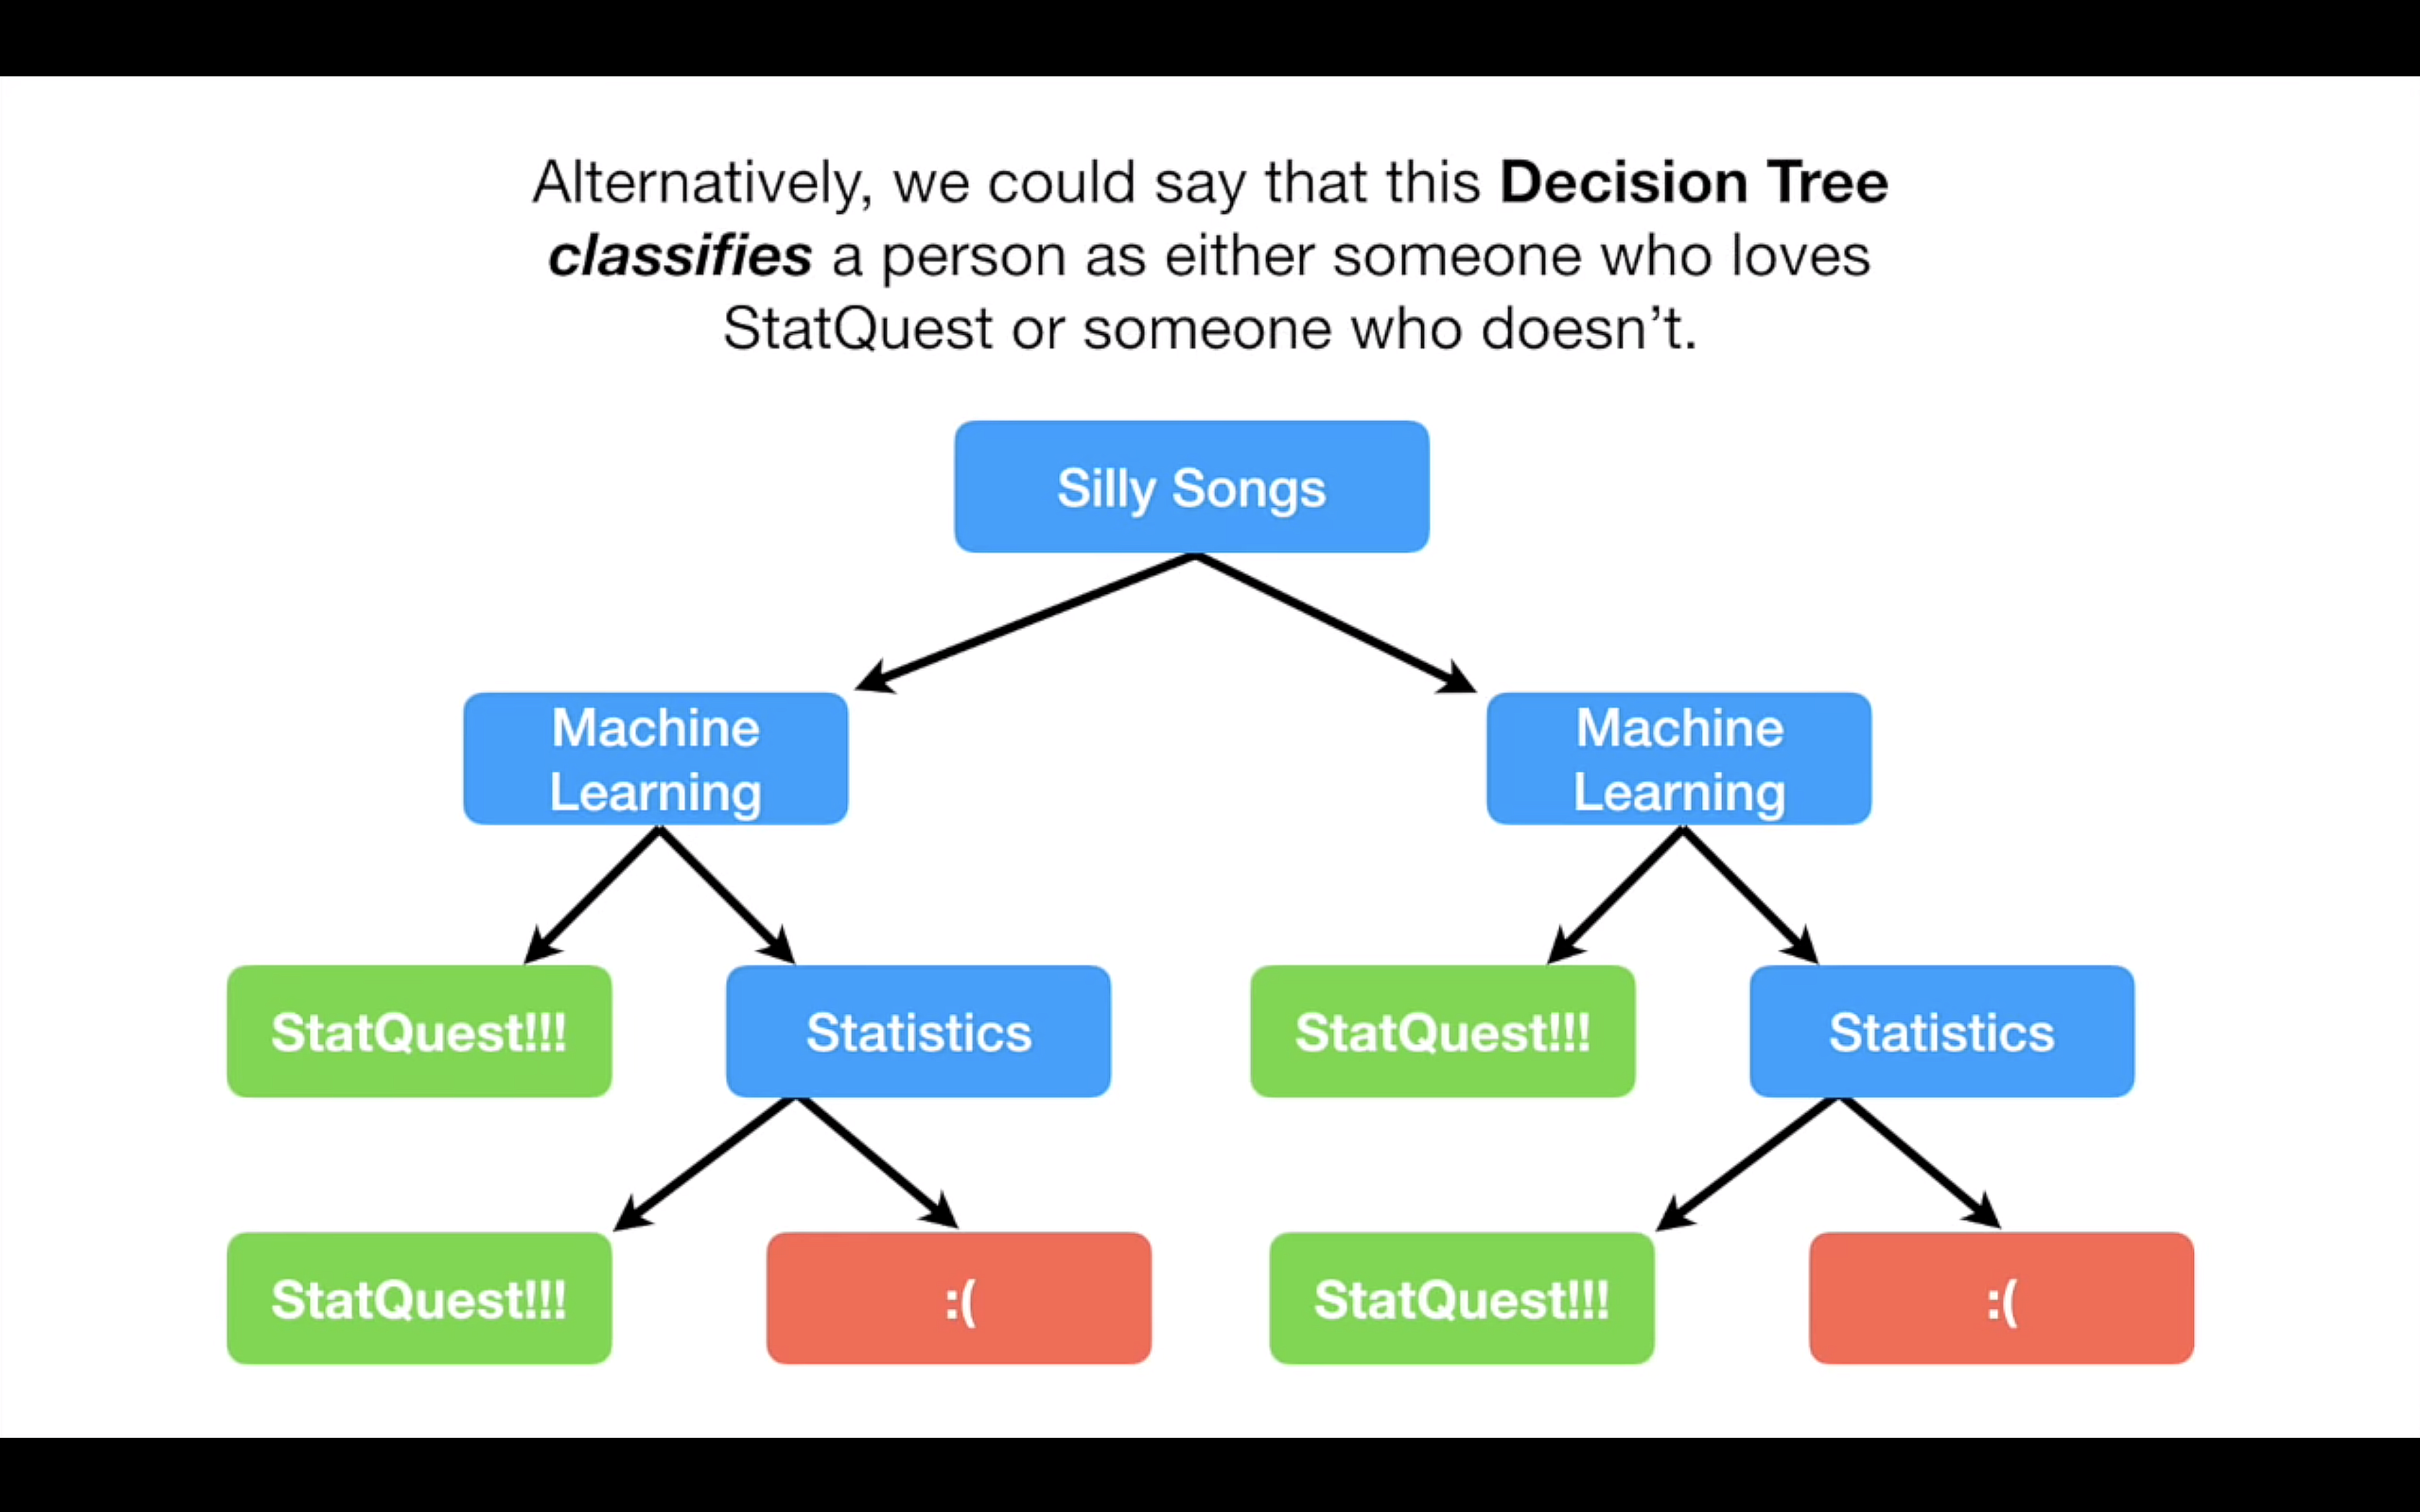 Alternatively, we could say that this Decision Tree
classifies a person as either someone who loves
StatQuest or someone who doesn’t.
Silly Songs
Machine
Learning
Machine
Learning
StatQuest!!!
Statistics
StatQuest!!!
Statistics
StatQuest!!!
:(
StatQuest!!!
:(